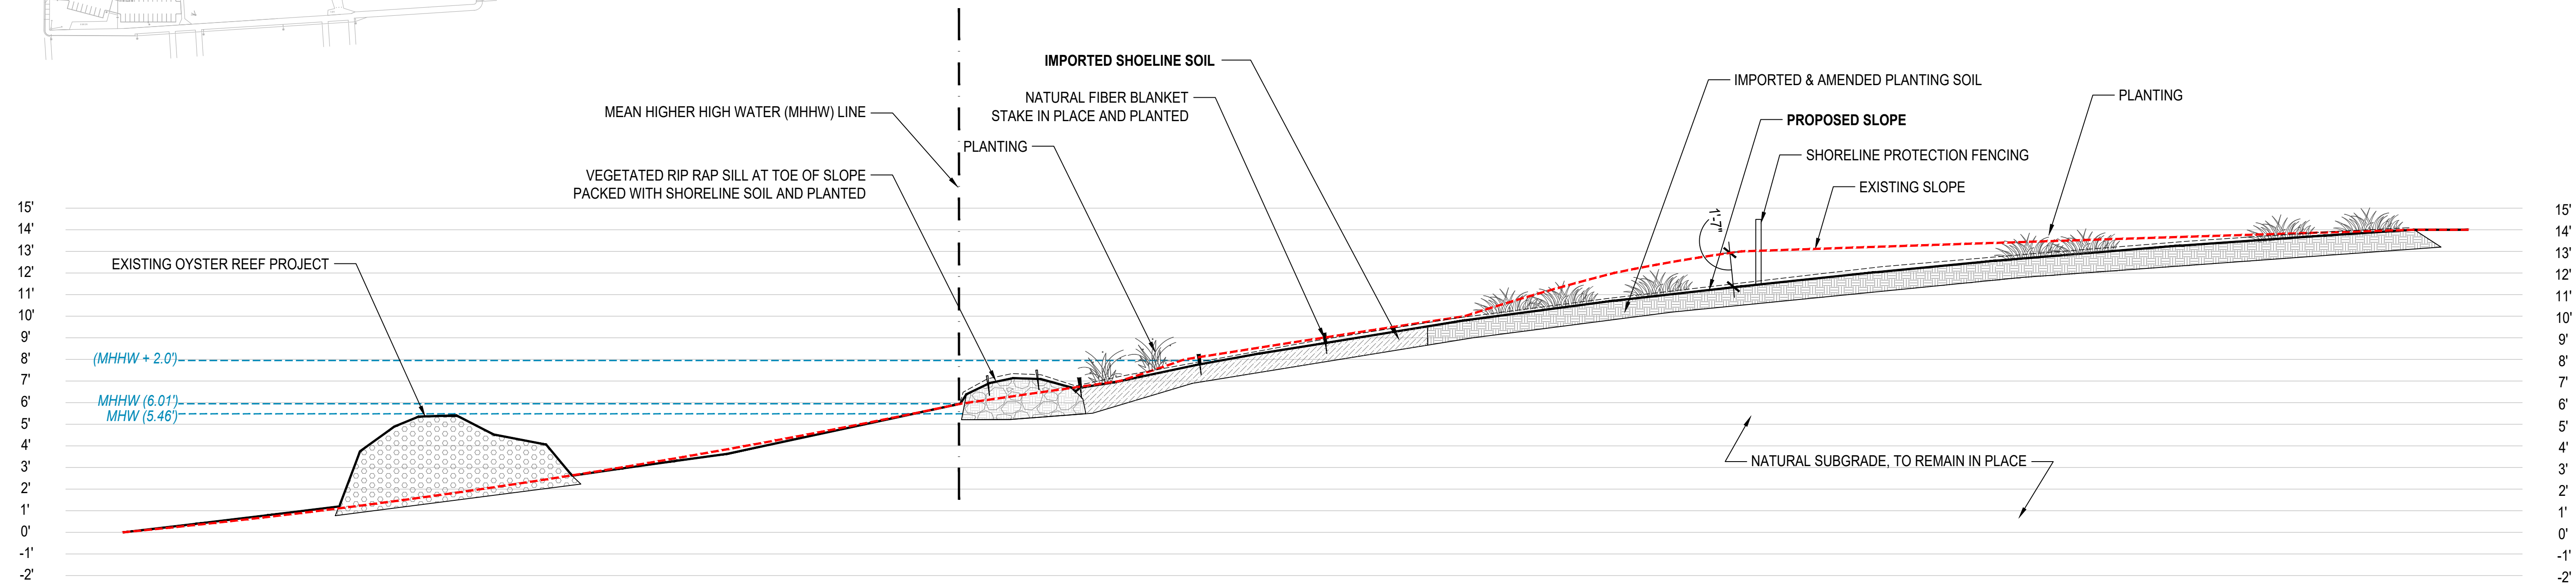 IMPORTED SHOELINE SOIL
IMPORTED & AMENDED PLANTING SOIL
NATURAL FIBER BLANKET
STAKE IN PLACE AND PLANTED
PLANTING
MEAN HIGHER HIGH WATER (MHHW) LINE
PROPOSED SLOPE
PLANTING
SHORELINE PROTECTION FENCING
VEGETATED RIP RAP SILL AT TOE OF SLOPE
PACKED WITH SHORELINE SOIL AND PLANTED
EXISTING SLOPE
1'-7"
EXISTING OYSTER REEF PROJECT
(MHHW + 2.0')
MHHW (6.01')
MHW (5.46')
NATURAL SUBGRADE, TO REMAIN IN PLACE
15'
14'
13'
12'
11'
10'
9'
8'
7'
6'
5'
4'
3'
2'
1'
0'
-1'
-2'
15'
14'
13'
12'
11'
10'
9'
8'
7'
6'
5'
4'
3'
2'
1'
0'
-1'
-2'